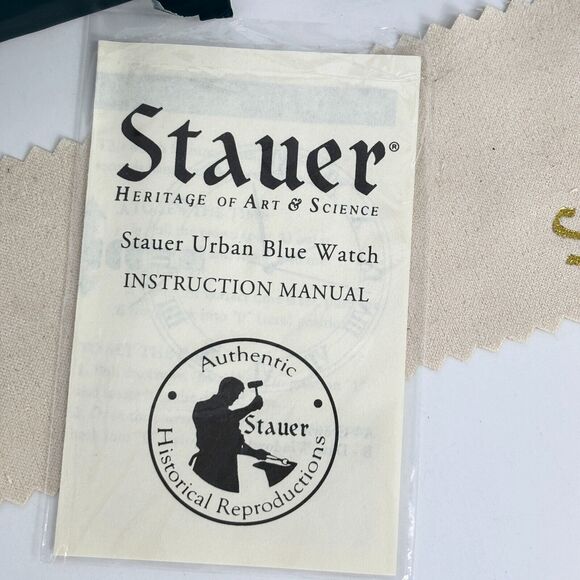 Stauer®
HERITAGE OF ART & SCIENCE
Stauer Urban Blue Watch
INSTRUCTION MANUAL
Authentic
Stauer
Historical Reproductions